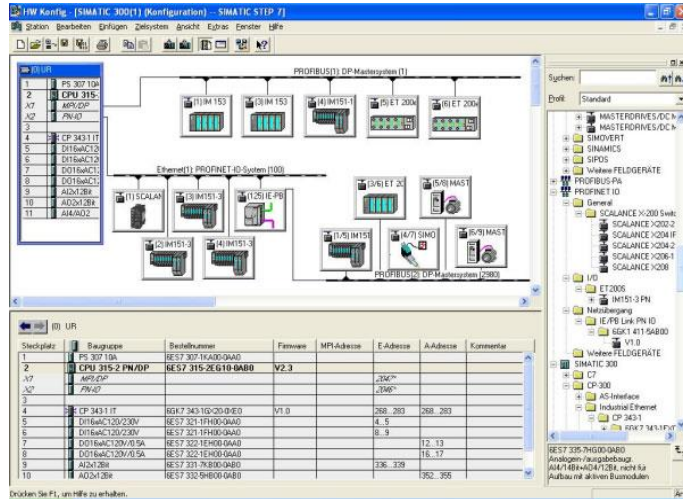 HW Konfig - [SIMATIC 300(1) (Konfiguration) -- SIMATIC STEP 7]
Station Bearbeiten Einfügen Zielsystem Ansicht Extras Fenster Hilfe
(0) UR
1 PS 307 10A
2 CPU 315-
X1 MPI/DP
X2 PN-IO
3
4 CP 343-1 IT
5 DI16xAC12
6 DI16xAC12
7 DO16xAC1
8 DO16xAC1
9 AI2x12Bit
10 AO2x12Bit
11 AI4/AO2
PROFIBUS(1): DP-Mastersystem (1)
(1) IM 153
(3) IM 153
(4) IM151-1
(5) ET 200
(6) ET 200
Ethernet(1): PROFINET-IO-System (100)
(1) SCALAN
(3) IM151-3
(125) IE-PB
(2) IM151-3
(4) IM151-3
(3/6) ET 2C
(5/8) MAST
(1/5) IM151
(4/7) SIMO
(6/9) MAST
PROFIBUS(2): DP-Mastersystem (2980)
Suchen:
Profil Standard
MASTERDRIVES/DC M
MASTERDRIVES/DC M
SIMOVERT
SINAMICS
SIPOS
Weitere FELDGERÄTE
PROFIBUS-PA
PROFINET IO
General
SCALANCE X-200 Switc
SCALANCE X202-2
SCALANCE X204 IF
SCALANCE X204-2
SCALANCE X206-1
SCALANCE X208
I/O
ET200S
IM151-3 PN
Netzübergang
IE/PB Link PN IO
6GK1 411-5AB00
V1.0
Weitere FELDGERÄTE
SIMATIC 300
C7
CP-300
AS-Interface
Industrial Ethernet
CP 343-1
6ES7 335-7HG00-0AB0
Analogein-/ausgabebaugr.
AI4/14Bit+AO4/12Bit, nicht für
Aufbau mit aktiven Busmodulen
(0) UR
Steckplatz Baugruppe Bestellnummer Firmware MPI-Adresse E-Adresse A-Adresse Kommentar
1 PS 307 10A 6ES7 307-1KA00-0AA0
2 CPU 315-2 PN/DP 6ES7 315-2EG10-0AB0 V2.3
X1 MPI/DP 2047*
X2 PN-IO 2046*
3
4 CP 343-1 IT V1.0 268...283 268...283
5 DI16xAC120/230V 6ES7 321-1FH00-0AA0 4...5
6 DI16xAC120/230V 6ES7 321-1FH00-0AA0 8...9
7 DO16xAC120V/0.5A 6ES7 322-1EH00-0AA0 12...13
8 DO16xAC120V/0.5A 6ES7 322-1EH00-0AA0 16...17
9 AI2x12Bit 6ES7 331-7KB00-0AB0 336...339
10 AO2x12Bit 6ES7 332-5HB00-0AB0 352...355
Drücken Sie F1, um Hilfe zu erhalten.